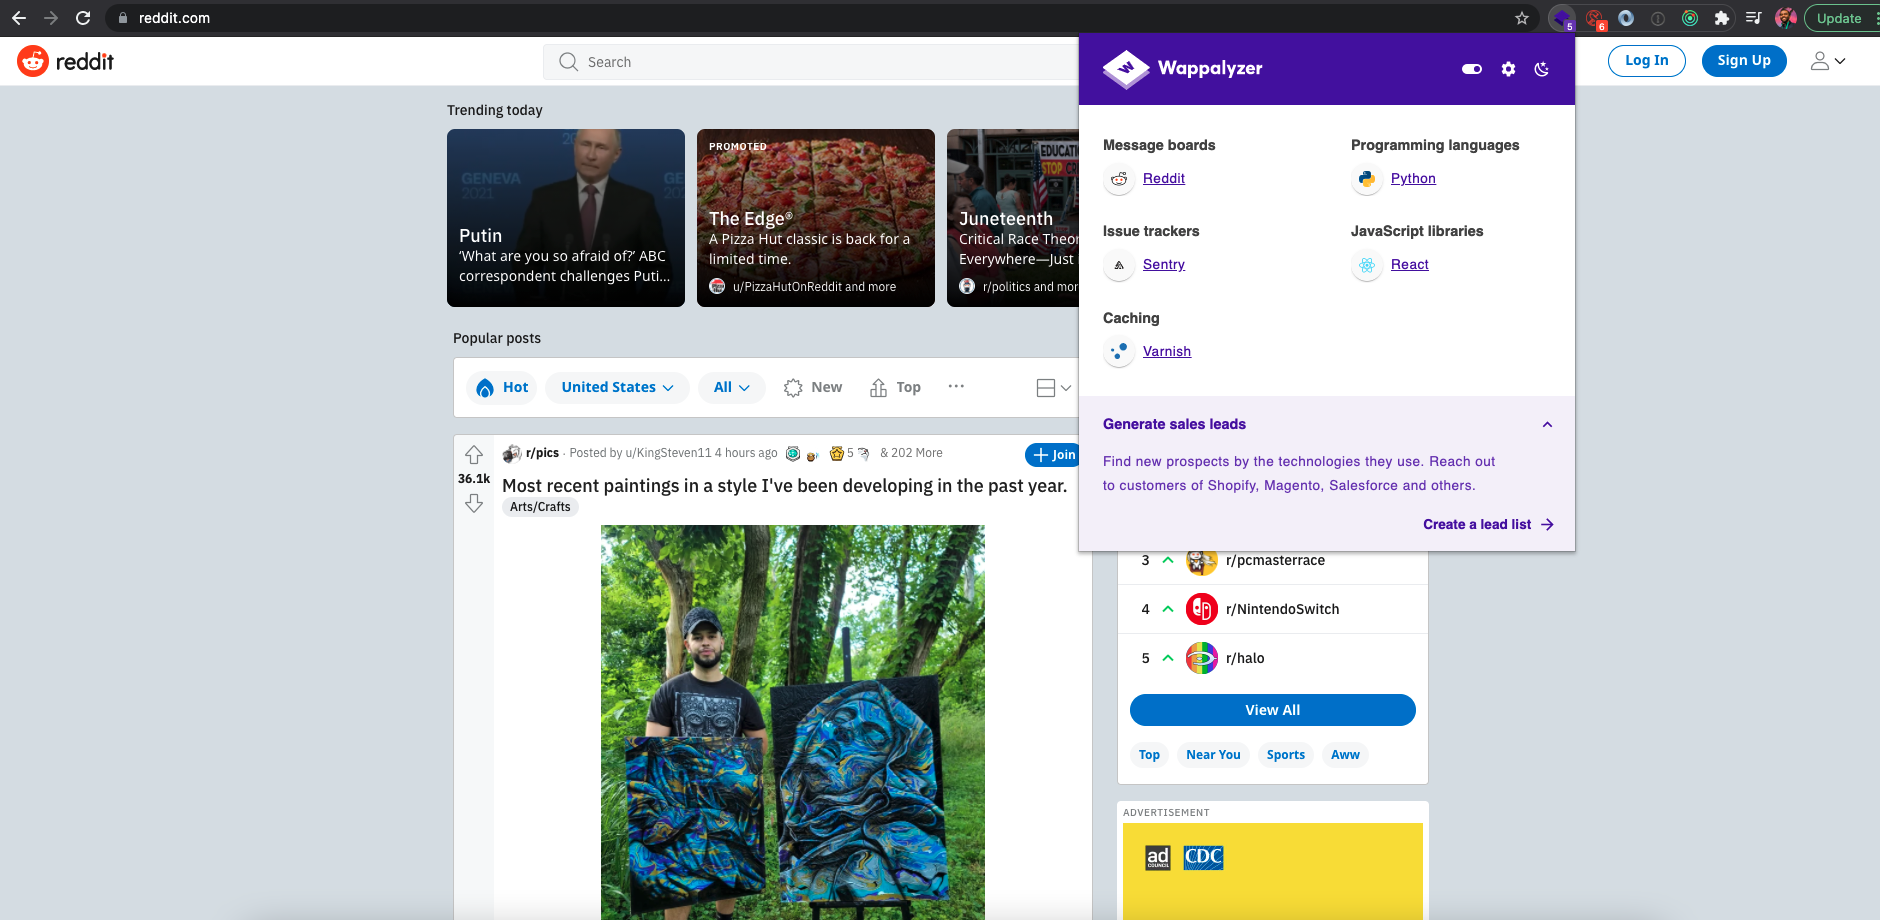 reddit.com
5
6
Update
reddit
Search
Log In
Sign Up
Wappalyzer
Message boards
Reddit
Programming languages
Python
Issue trackers
Sentry
JavaScript libraries
React
Caching
Varnish
Generate sales leads
Find new prospects by the technologies they use. Reach out
to customers of Shopify, Magento, Salesforce and others.
Create a lead list
Trending today
GENEVA
2021
Putin
‘What are you so afraid of?’ ABC
correspondent challenges Puti...
PROMOTED
The Edge®
A Pizza Hut classic is back for a
limited time.
u/PizzaHutOnReddit and more
EDUCATION
STOP
Juneteenth
Critical Race Theor
Everywhere—Just
r/politics and mor
Popular posts
Hot
United States
All
New
Top
...
36.1k
r/pics · Posted by u/KingSteven11 4 hours ago 5 & 202 More
Join
Most recent paintings in a style I've been developing in the past year.
Arts/Crafts
3 r/pcmasterrace
4 r/NintendoSwitch
5 r/halo
View All
Top
Near You
Sports
Aww
ADVERTISEMENT
ad
COUNCIL
CDC